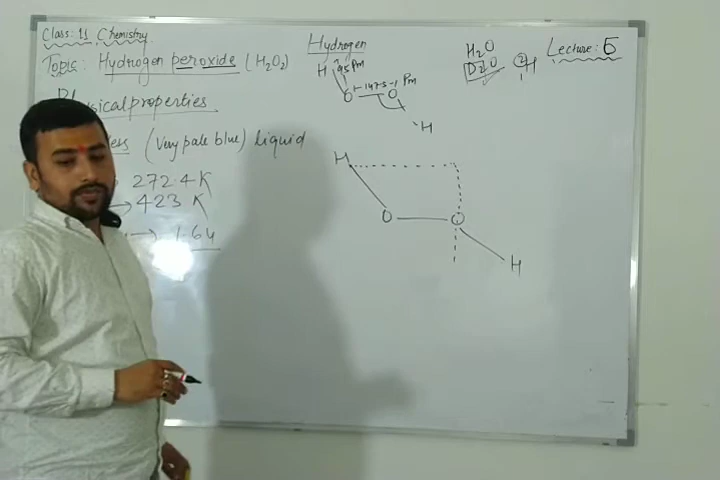 Class: 11 Chemistry
Hydrogen
Lecture: 5
Topic: Hydrogen peroxide (H2O2)
H2O
D2O
Physical properties
H 95 Pm
O 147.5 Pm O
H
(Very pale blue) Liquid
272.4 K
→ 423 K
→ 1.64
H
O O
H